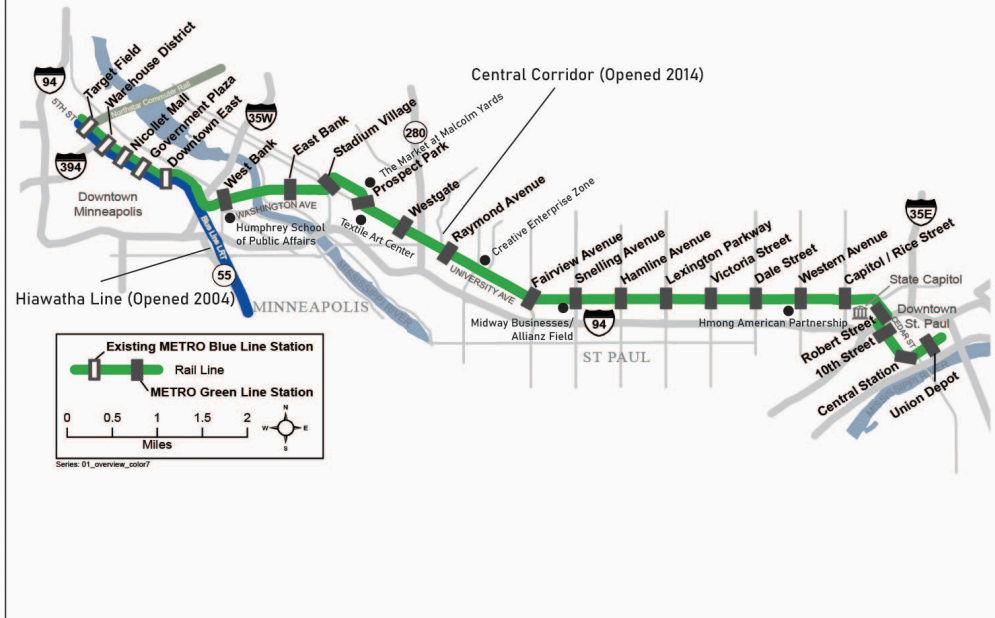 94
5TH ST
394
Target Field
Warehouse District
Nicollet Mall
Government Plaza
Downtown East
Northstar Commuter Rail
35W
Downtown
Minneapolis
West Bank
East Bank
Stadium Village
WASHINGTON AVE
Humphrey School
of Public Affairs
280
Central Corridor (Opened 2014)
The Market at Malcolm Yards
Prospect Park
Textile Art Center
Westgate
Raymond Avenue
Creative Enterprise Zone
UNIVERSITY AVE
Blue Line LRT
55
Hiawatha Line (Opened 2004)
MINNEAPOLIS
MISSISSIPPI RIVER
Fairview Avenue
Snelling Avenue
Hamline Avenue
Lexington Parkway
Victoria Street
Dale Street
Western Avenue
Capitol / Rice Street
35E
State Capitol
Midway Businesses/
Allianz Field
94
Hmong American Partnership
CEDAR ST
Downtown
St. Paul
ST PAUL
Robert Street
10th Street
Central Station
Union Depot
MISSISSIPPI RIVER
Existing METRO Blue Line Station
Rail Line
METRO Green Line Station
0 0.5 1 1.5 2
Miles
N
W E
S
Series: 01_overview_color7